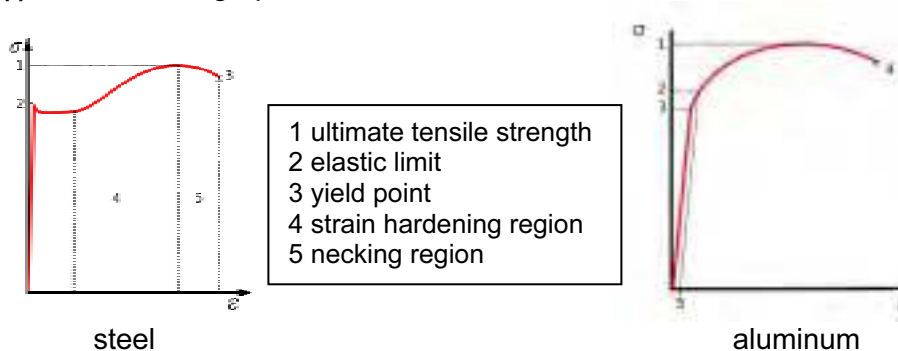 σ
1
2
3
4
5
ε
steel
1 ultimate tensile strength
2 elastic limit
3 yield point
4 strain hardening region
5 necking region
σ
1
2
3
4
aluminum